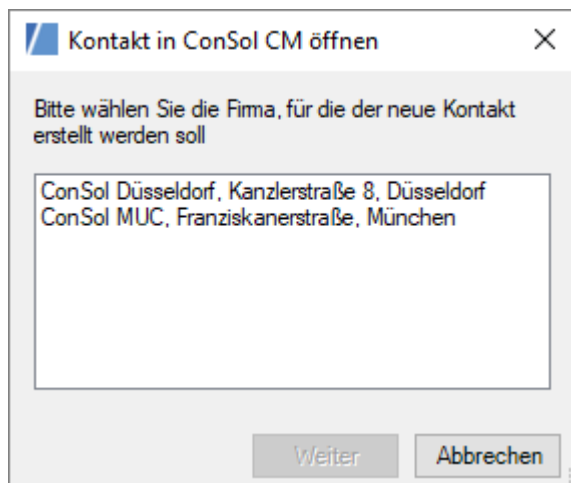 Kontakt in ConSol CM öffnen
Bitte wählen Sie die Firma, für die der neue Kontakt
erstellt werden soll
ConSol Düsseldorf, Kanzlerstraße 8, Düsseldorf
ConSol MUC, Franziskanerstraße, München
Weiter
Abbrechen